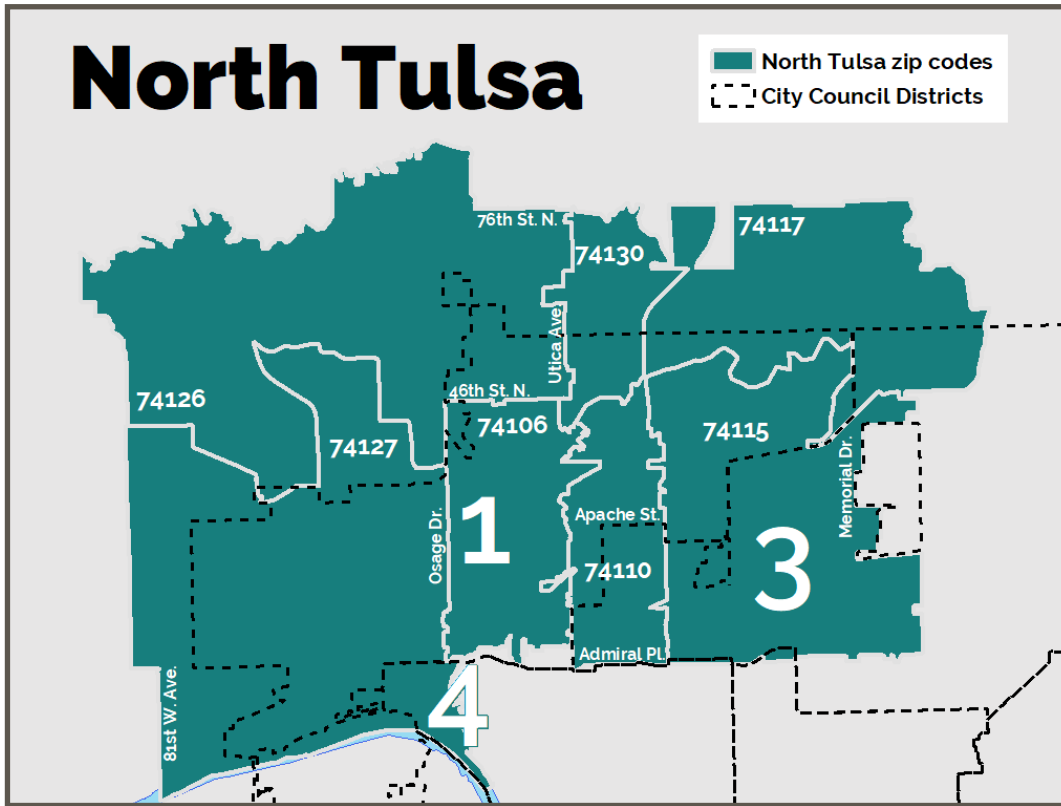 North Tulsa
North Tulsa zip codes
City Council Districts
76th St. N.
74117
74130
Utica Ave.
46th St. N.
74126
74106
74127
74115
Memorial Dr.
Osage Dr.
1
Apache St.
3
74110
Admiral Pl.
4
81st W. Ave.